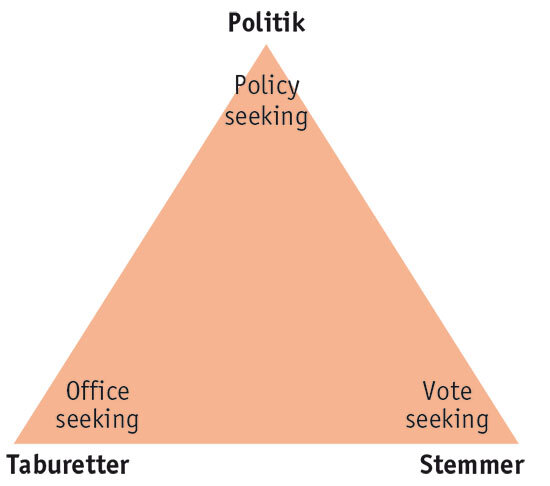 Politik
Policy
seeking
Office
seeking
Vote
seeking
Taburetter
Stemmer